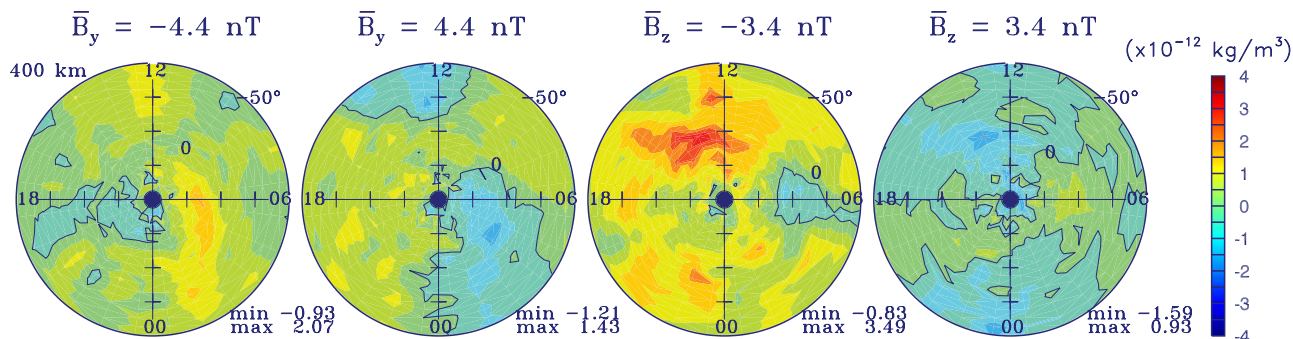 B̅y = −4.4 nT
B̅y = 4.4 nT
B̅z = −3.4 nT
B̅z = 3.4 nT
(x10⁻¹² kg/m³)
400 km
12
−50°
0
18
06
00
min −0.93
max 2.07
12
−50°
0
18
06
00
min −1.21
max 1.43
12
−50°
0
18
06
00
min −0.83
max 3.49
12
−50°
0
18
06
00
min −1.59
max 0.93
4
3
2
1
0
-1
-2
-3
-4